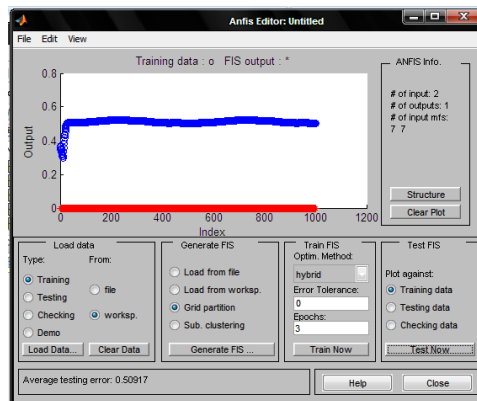 Anfis Editor: Untitled
File Edit View
Training data : o FIS output : *
0.8
0.6
0.4
0.2
0
Output
0 200 400 600 800 1000 1200
Index
ANFIS Info.
# of input: 2
# of outputs: 1
# of input mfs:
7 7
Structure
Clear Plot
Load data
Type: From:
Training
Testing
Checking
Demo
file
worksp.
Load Data...
Clear Data
Generate FIS
Load from file
Load from worksp.
Grid partition
Sub. clustering
Generate FIS ...
Train FIS
Optim. Method:
hybrid
Error Tolerance:
0
Epochs:
3
Train Now
Test FIS
Plot against:
Training data
Testing data
Checking data
Test Now
Average testing error: 0.50917
Help
Close